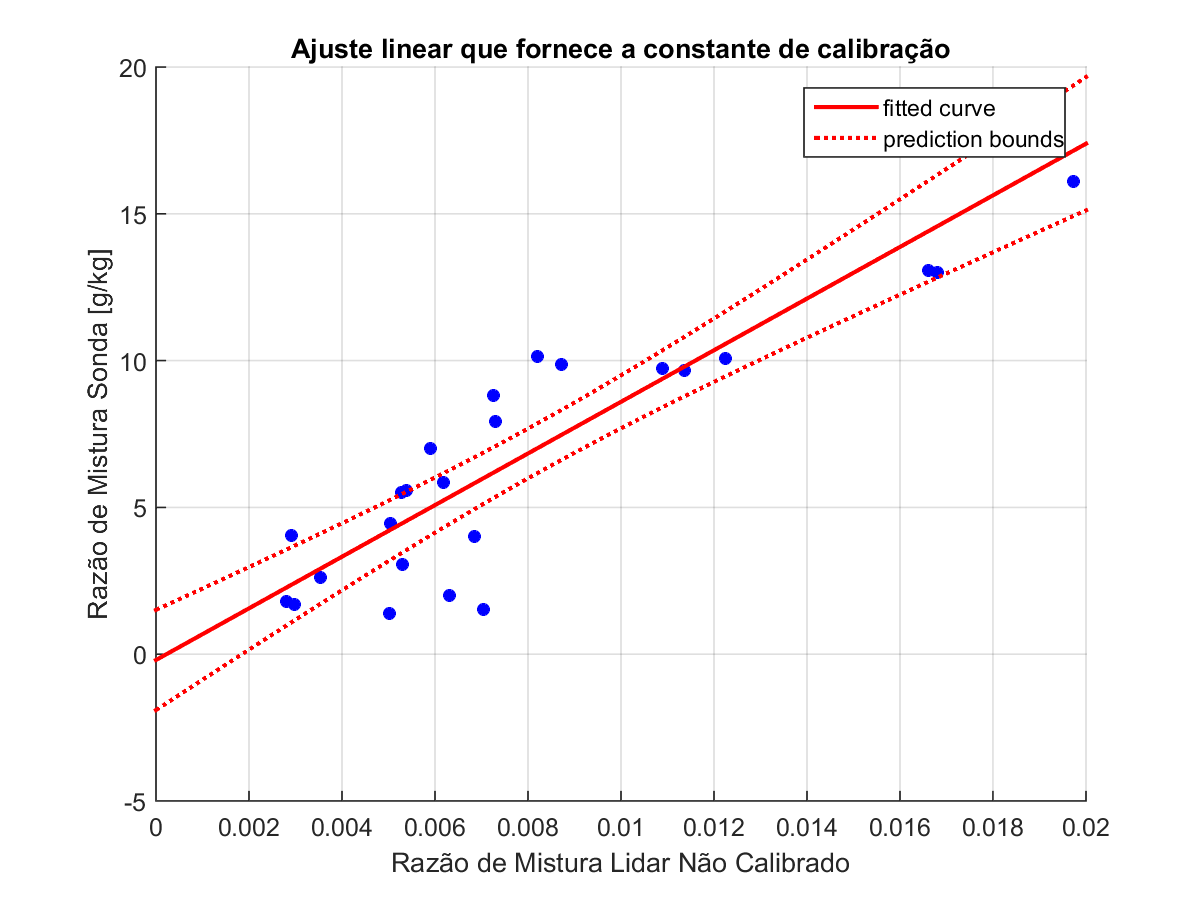 Ajuste linear que fornece a constante de calibração
fitted curve
prediction bounds
20
15
10
5
0
-5
Razão de Mistura Sonda [g/kg]
0 0.002 0.004 0.006 0.008 0.01 0.012 0.014 0.016 0.018 0.02
Razão de Mistura Lidar Não Calibrado